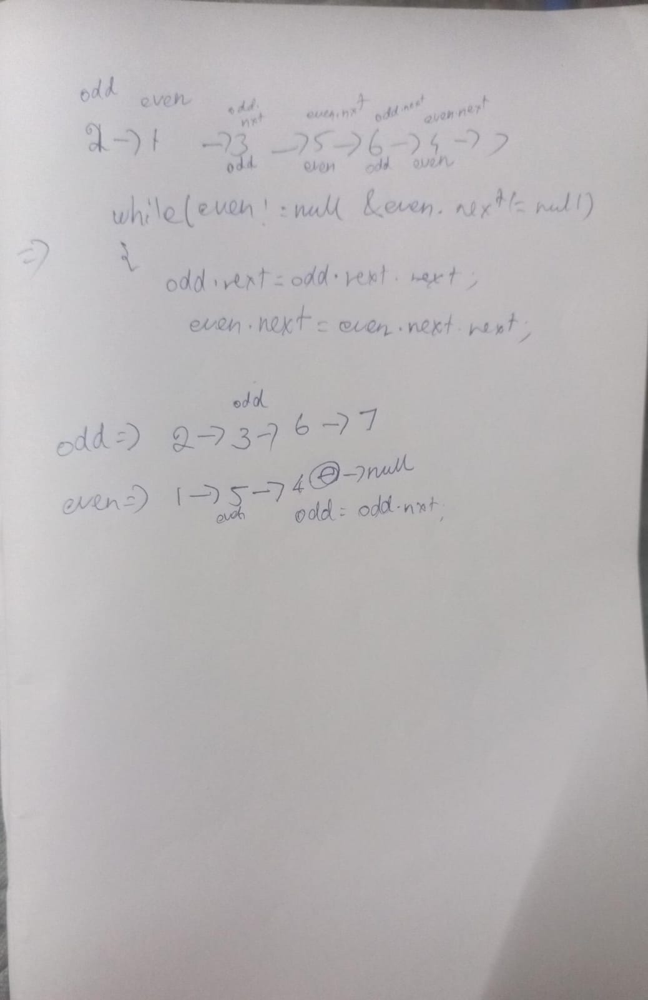 odd even odd. nxt even.nxt odd.next even.next
2 -> 1 -> 3 -> 5 -> 6 -> 4 -> 7
odd even odd even
while(even != null & even. next != null)
=> {
odd.next = odd.next.next;
even.next = even.next.next;
odd
odd => 2 -> 3 -> 6 -> 7
even => 1 -> 5 -> 4 -> null
even odd = odd.nxt;